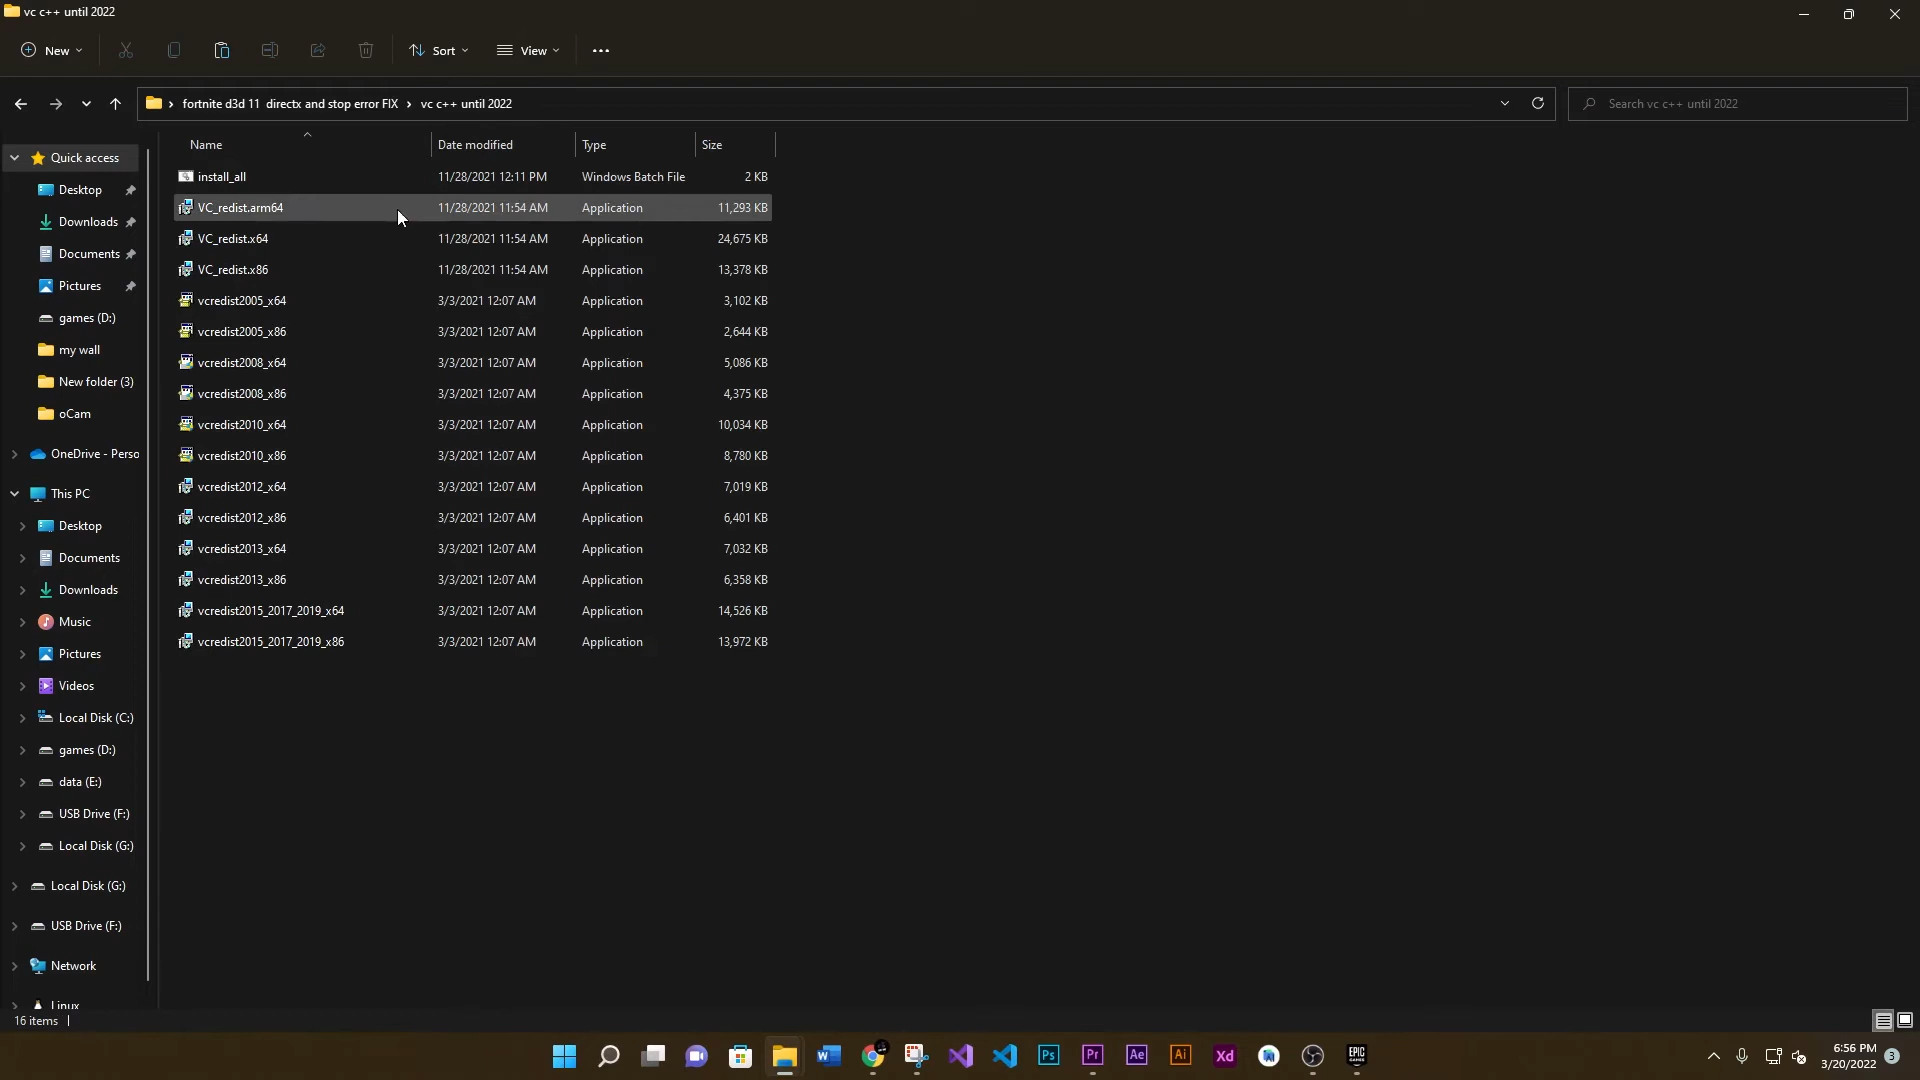 vc c++ until 2022
New
Sort
View
fortnite d3d 11 directx and stop error FIX
vc c++ until 2022
Search vc c++ until 2022
Name Date modified Type Size
Quick access
Desktop
Downloads
Documents
Pictures
games (D:)
my wall
New folder (3)
oCam
OneDrive - Perso
This PC
Desktop
Documents
Downloads
Music
Pictures
Videos
Local Disk (C:)
games (D:)
data (E:)
USB Drive (F:)
Local Disk (G:)
Local Disk (G:)
USB Drive (F:)
Network
Linux
install_all 11/28/2021 12:11 PM Windows Batch File 2 KB
VC_redist.arm64 11/28/2021 11:54 AM Application 11,293 KB
VC_redist.x64 11/28/2021 11:54 AM Application 24,675 KB
VC_redist.x86 11/28/2021 11:54 AM Application 13,378 KB
vcredist2005_x64 3/3/2021 12:07 AM Application 3,102 KB
vcredist2005_x86 3/3/2021 12:07 AM Application 2,644 KB
vcredist2008_x64 3/3/2021 12:07 AM Application 5,086 KB
vcredist2008_x86 3/3/2021 12:07 AM Application 4,375 KB
vcredist2010_x64 3/3/2021 12:07 AM Application 10,034 KB
vcredist2010_x86 3/3/2021 12:07 AM Application 8,780 KB
vcredist2012_x64 3/3/2021 12:07 AM Application 7,019 KB
vcredist2012_x86 3/3/2021 12:07 AM Application 6,401 KB
vcredist2013_x64 3/3/2021 12:07 AM Application 7,032 KB
vcredist2013_x86 3/3/2021 12:07 AM Application 6,358 KB
vcredist2015_2017_2019_x64 3/3/2021 12:07 AM Application 14,526 KB
vcredist2015_2017_2019_x86 3/3/2021 12:07 AM Application 13,972 KB
16 items
W
Ps
Pr
Ae
Ai
Xd
EPIC GAMES
6:56 PM
3/20/2022
3